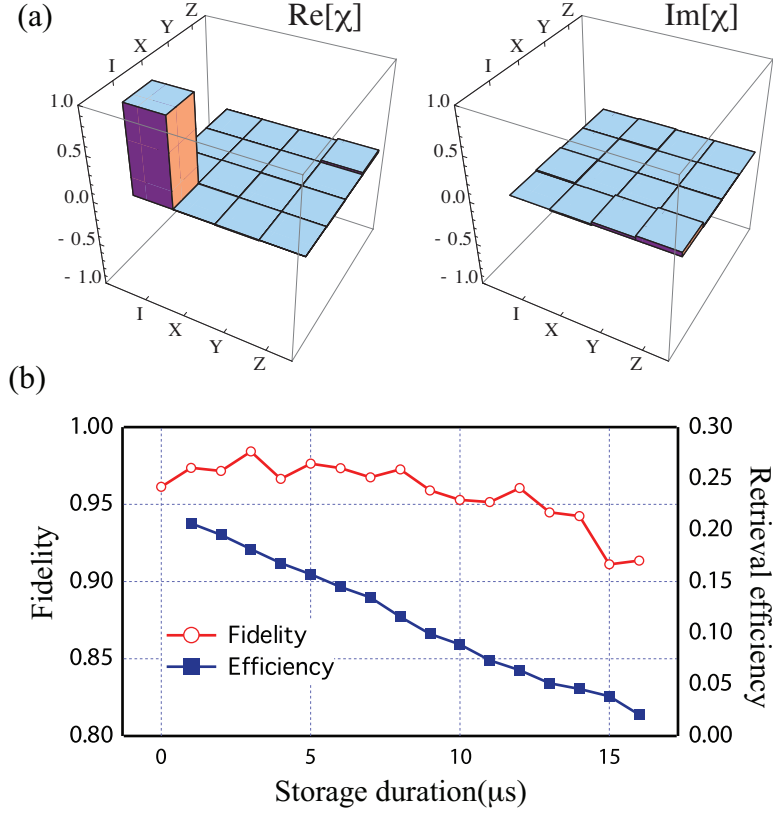 (a)
Re[χ]
Im[χ]
Z
Y
X
I
1.0
0.5
0.0
- 0.5
- 1.0
I
X
Y
Z
Z
Y
X
I
1.0
0.5
0.0
- 0.5
- 1.0
I
X
Y
Z
(b)
1.00
0.95
0.90
0.85
0.80
Fidelity
0.30
0.25
0.20
0.15
0.10
0.05
0.00
Retrieval efficiency
Fidelity
Efficiency
0 5 10 15
Storage duration(μs)